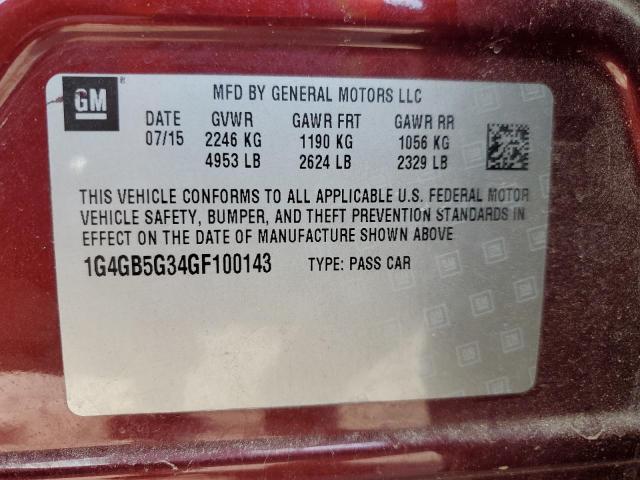 GM
MFD BY GENERAL MOTORS LLC
DATE GVWR GAWR FRT GAWR RR
07/15 2246 KG 1190 KG 1056 KG
4953 LB 2624 LB 2329 LB
THIS VEHICLE CONFORMS TO ALL APPLICABLE U.S. FEDERAL MOTOR
VEHICLE SAFETY, BUMPER, AND THEFT PREVENTION STANDARDS IN
EFFECT ON THE DATE OF MANUFACTURE SHOWN ABOVE
1G4GB5G34GF100143 TYPE: PASS CAR